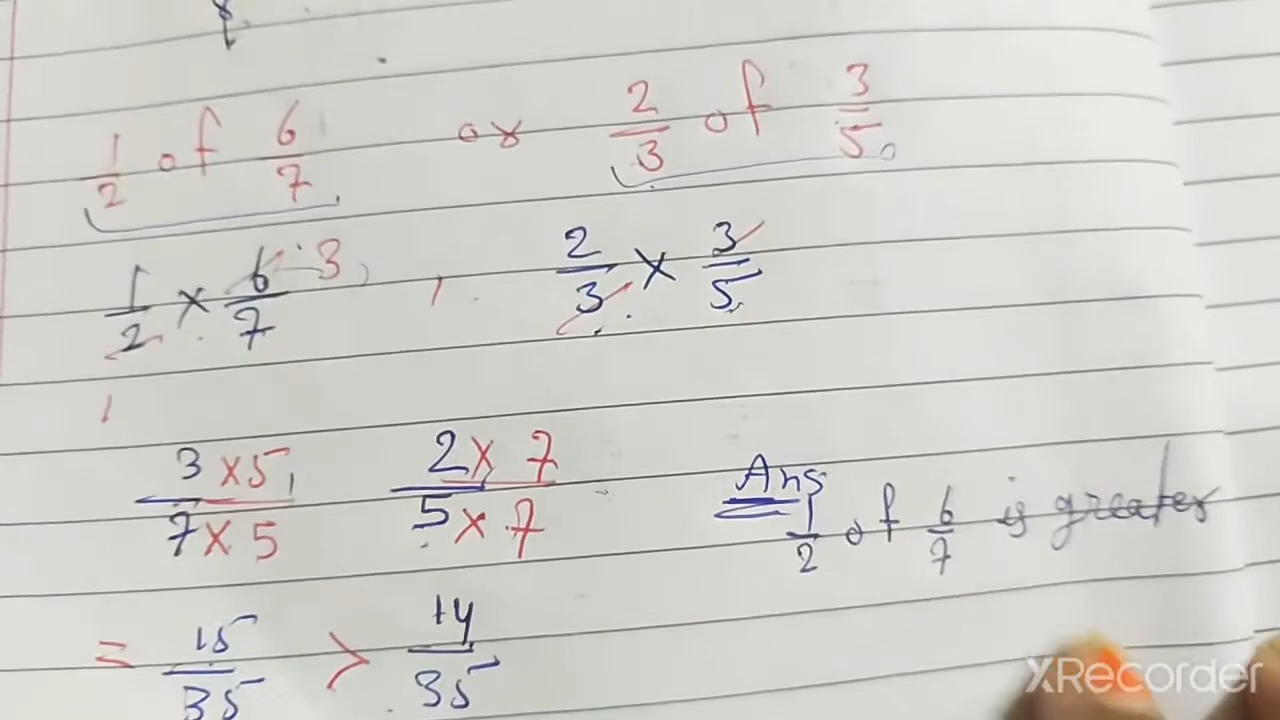 1/2 of 6/7 or 2/3 of 3/5
1/2 × 6/7 3 , 2/3 × 3/5
1
3×5/7×5 2×7/5×7 Ans
1/2 of 6/7 is greater
= 15/35 > 14/35
XRecorder